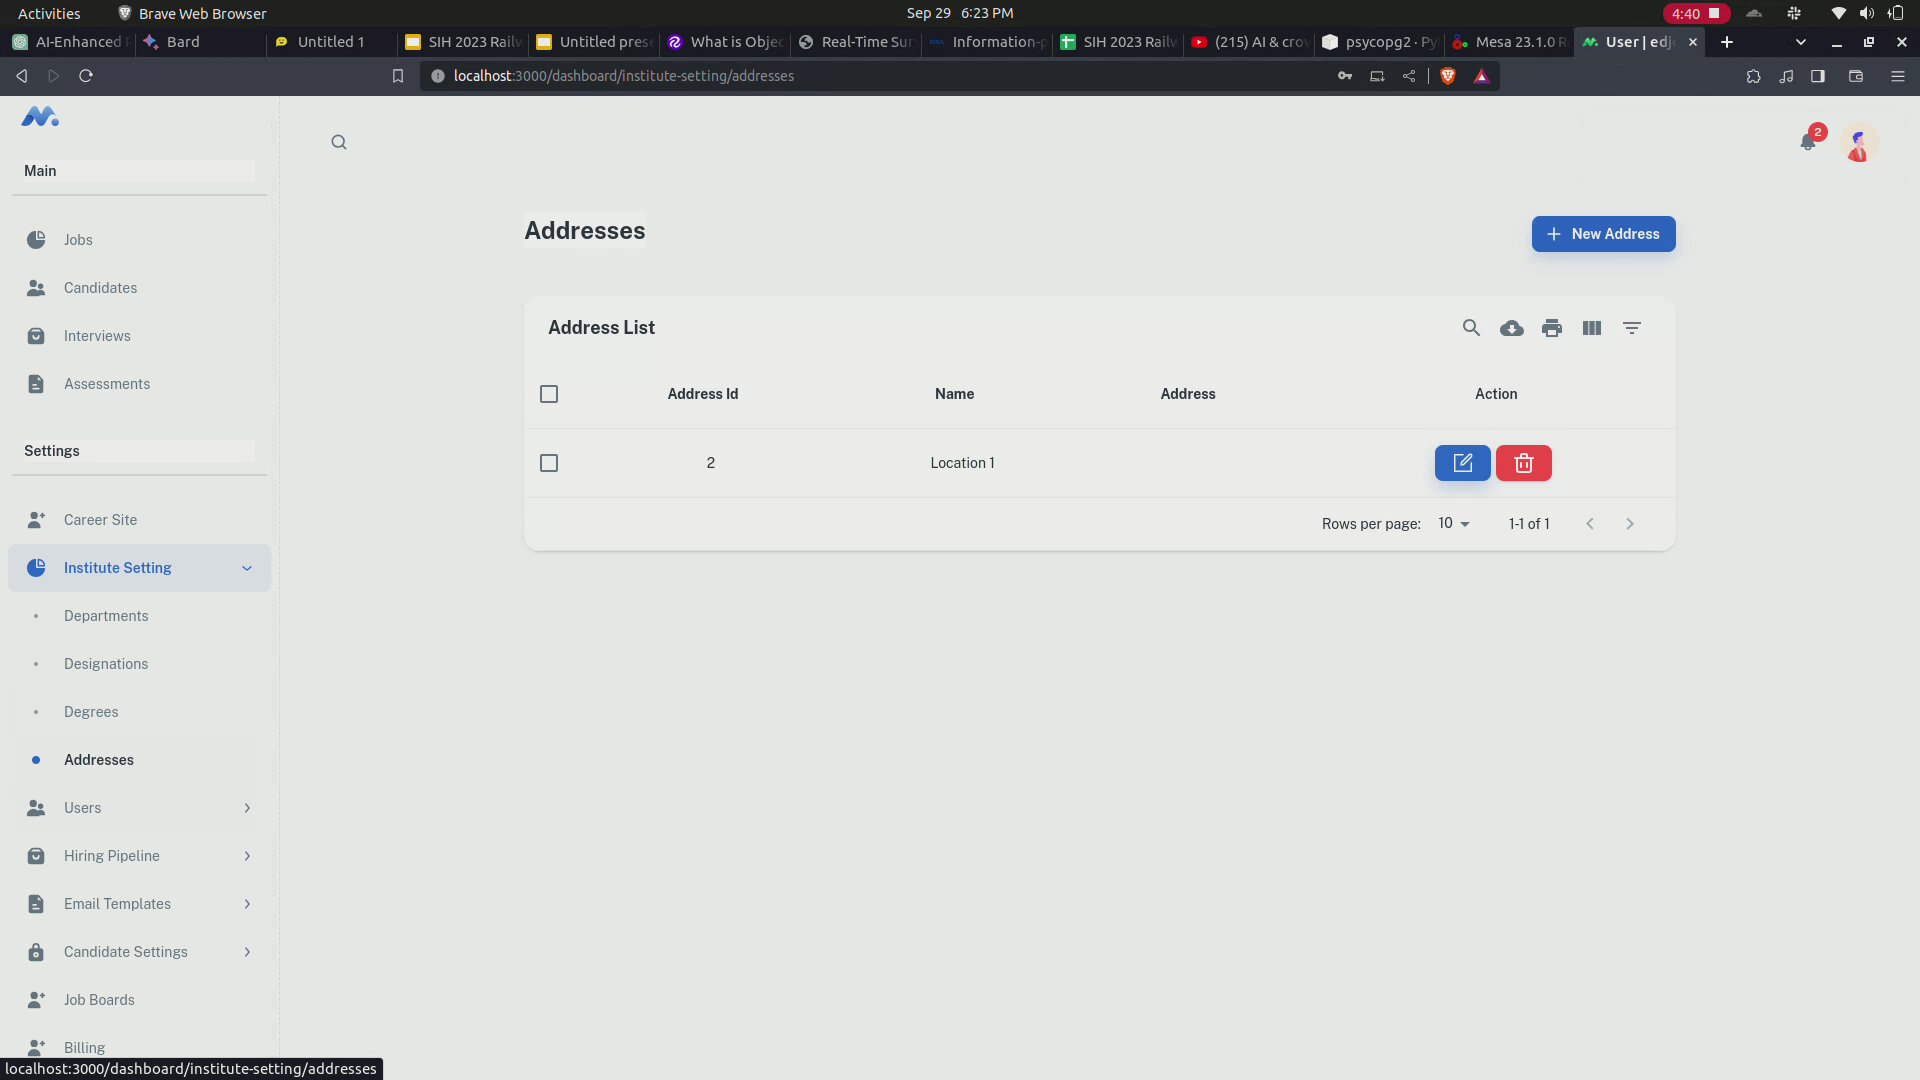 Activities
Brave Web Browser
Sep 29 6:23 PM
4:40
AI-Enhanced
Bard
Untitled 1
SIH 2023 Railw
Untitled prese
What is Objec
Real-Time Sur
Information-p
SIH 2023 Railw
(215) AI & crow
psycopg2 · Py
Mesa 23.1.0 R
User | edj
localhost:3000/dashboard/institute-setting/addresses
2
Main
Jobs
Candidates
Interviews
Assessments
Settings
Career Site
Institute Setting
Departments
Designations
Degrees
Addresses
Users
Hiring Pipeline
Email Templates
Candidate Settings
Job Boards
Billing
Addresses
New Address
Address List
Address Id Name Address Action
2 Location 1
Rows per page: 10 1-1 of 1
localhost:3000/dashboard/institute-setting/addresses